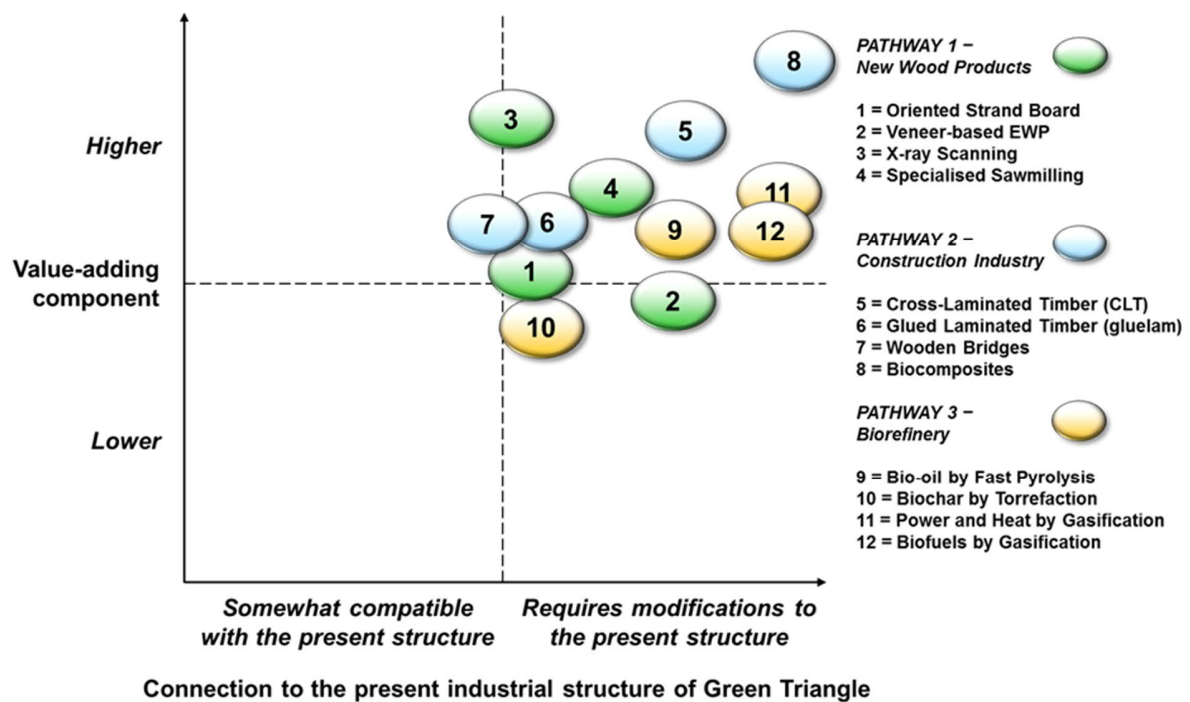 Higher
Value-adding
component
Lower
8
3
5
4
11
7
6
9
12
1
2
10
Somewhat compatible
with the present structure
Requires modifications to
the present structure
Connection to the present industrial structure of Green Triangle
PATHWAY 1 –
New Wood Products
1 = Oriented Strand Board
2 = Veneer-based EWP
3 = X-ray Scanning
4 = Specialised Sawmilling
PATHWAY 2 –
Construction Industry
5 = Cross-Laminated Timber (CLT)
6 = Glued Laminated Timber (gluelam)
7 = Wooden Bridges
8 = Biocomposites
PATHWAY 3 –
Biorefinery
9 = Bio-oil by Fast Pyrolysis
10 = Biochar by Torrefaction
11 = Power and Heat by Gasification
12 = Biofuels by Gasification